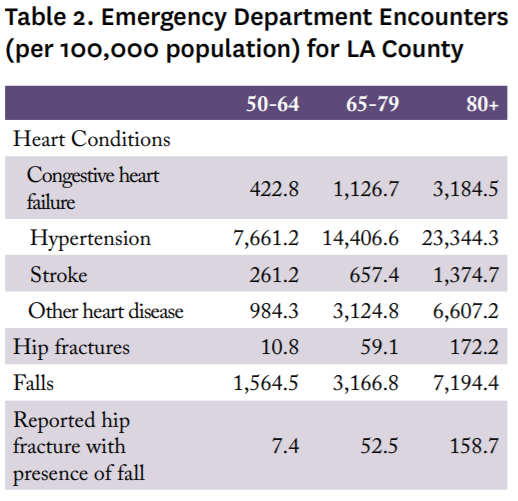 Table 2. Emergency Department Encounters
(per 100,000 population) for LA County
50-64 65-79 80+
Heart Conditions
Congestive heart
failure 422.8 1,126.7 3,184.5
Hypertension 7,661.2 14,406.6 23,344.3
Stroke 261.2 657.4 1,374.7
Other heart disease 984.3 3,124.8 6,607.2
Hip fractures 10.8 59.1 172.2
Falls 1,564.5 3,166.8 7,194.4
Reported hip
fracture with 7.4 52.5 158.7
presence of fall